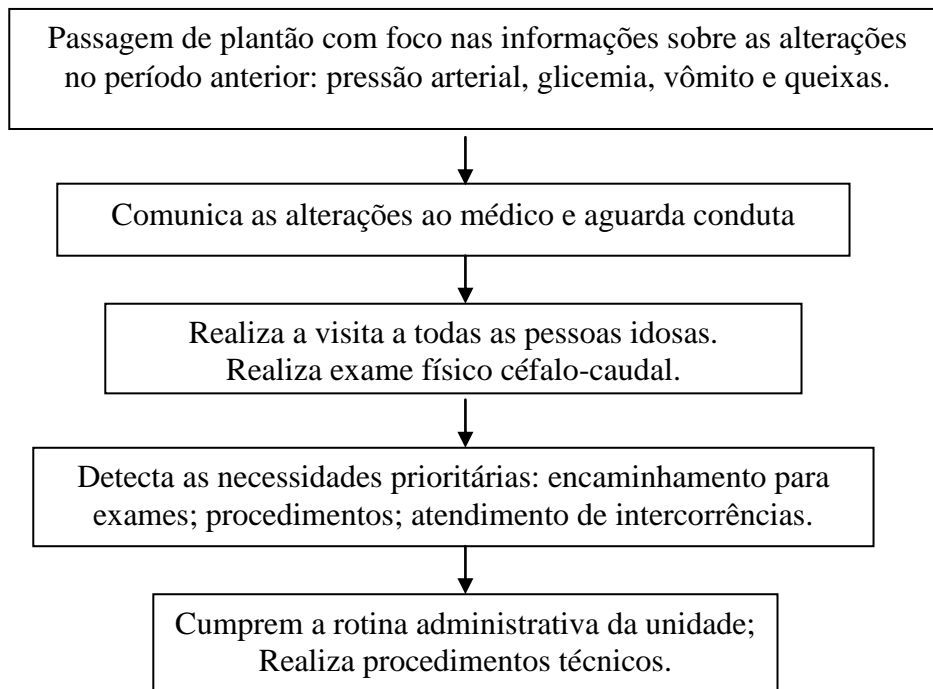 Passagem de plantão com foco nas informações sobre as alterações
no período anterior: pressão arterial, glicemia, vômito e queixas.
Comunica as alterações ao médico e aguarda conduta
Realiza a visita a todas as pessoas idosas.
Realiza exame físico céfalo-caudal.
Detecta as necessidades prioritárias: encaminhamento para
exames; procedimentos; atendimento de intercorrências.
Cumprem a rotina administrativa da unidade;
Realiza procedimentos técnicos.